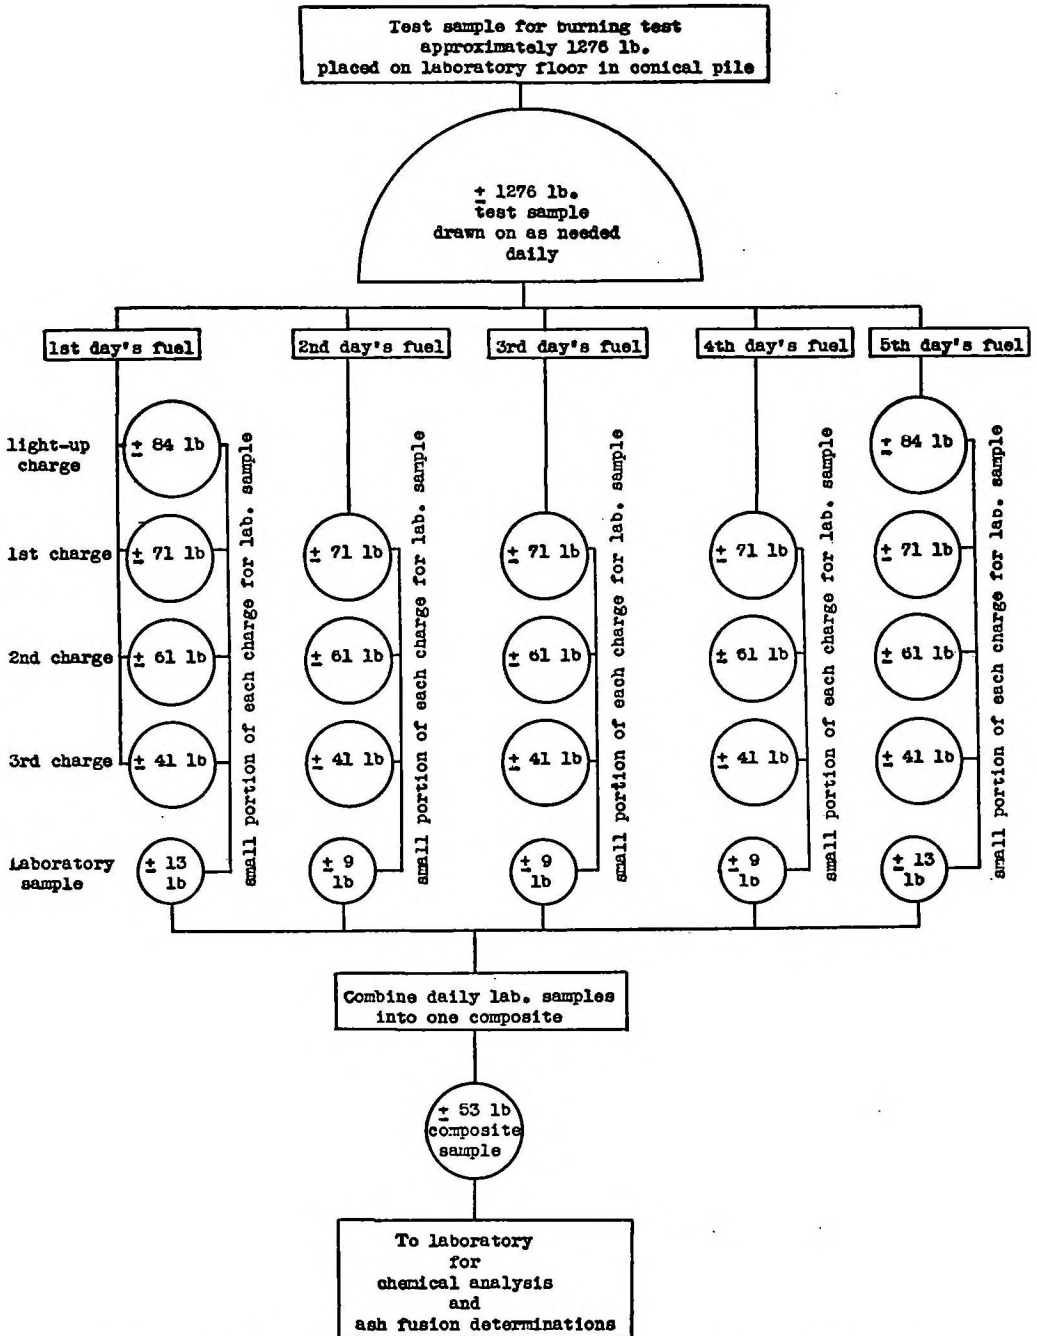 Test sample for burning test
approximately 1276 lb.
placed on laboratory floor in conical pile
± 1276 lb.
test sample
drawn on as needed
daily
1st day's fuel
2nd day's fuel
3rd day's fuel
4th day's fuel
5th day's fuel
light-up
charge
± 84 lb
± 84 lb
1st charge
± 71 lb
± 71 lb
± 71 lb
± 71 lb
± 71 lb
2nd charge
± 61 lb
± 61 lb
± 61 lb
± 61 lb
± 61 lb
3rd charge
± 41 lb
± 41 lb
± 41 lb
± 41 lb
± 41 lb
Laboratory
sample
± 13
lb
± 9
lb
± 9
lb
± 9
lb
± 13
lb
small portion of each charge for lab. sample
small portion of each charge for lab. sample
small portion of each charge for lab. sample
small portion of each charge for lab. sample
small portion of each charge for lab. sample
Combine daily lab. samples
into one composite
± 53 lb
composite
sample
To laboratory
for
chemical analysis
and
ash fusion determinations